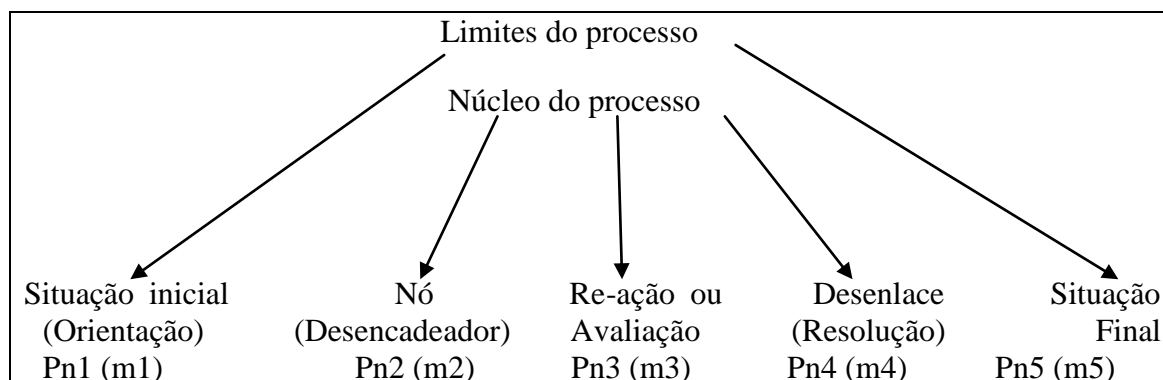 Limites do processo
Núcleo do processo
Situação inicial Nó Re-ação ou Desenlace Situação
(Orientação) (Desencadeador) Avaliação (Resolução) Final
Pn1 (m1) Pn2 (m2) Pn3 (m3) Pn4 (m4) Pn5 (m5)